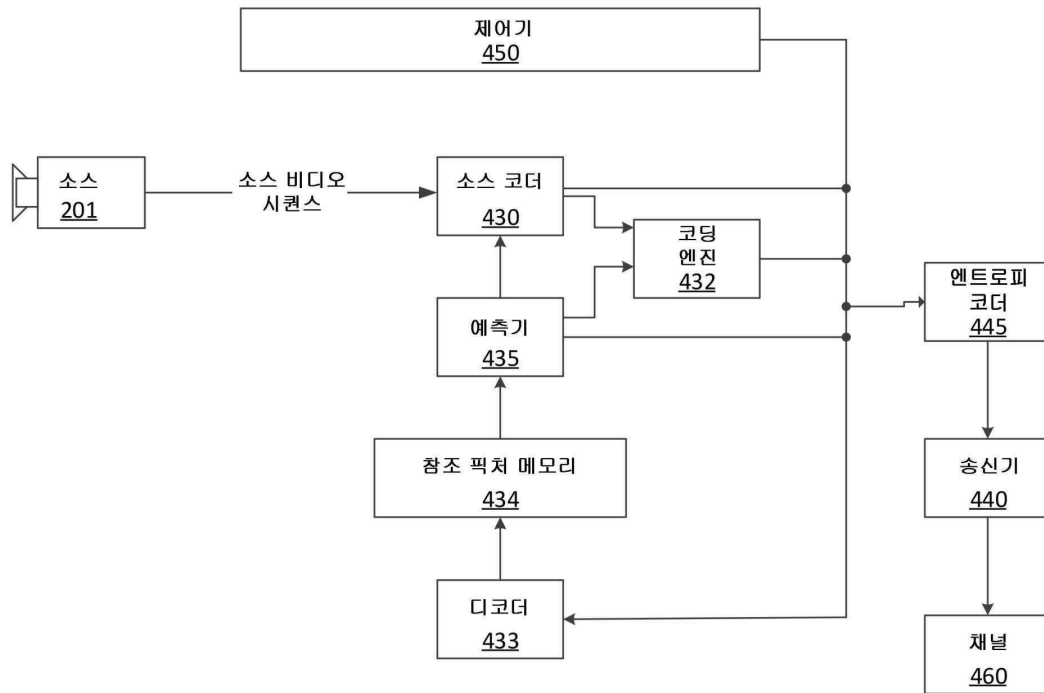 제어기
450
소스
201
소스 비디오
시퀀스
소스 코더
430
코딩
엔진
432
엔트로피
코더
445
예측기
435
참조 픽처 메모리
434
송신기
440
디코더
433
채널
460